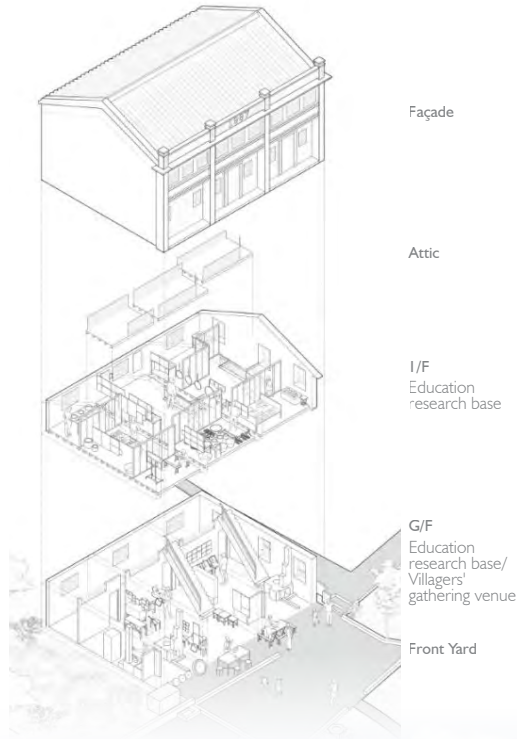 Façade
Attic
1/F
Education
research base
G/F
Education
research base/
Villagers'
gathering venue
Front Yard